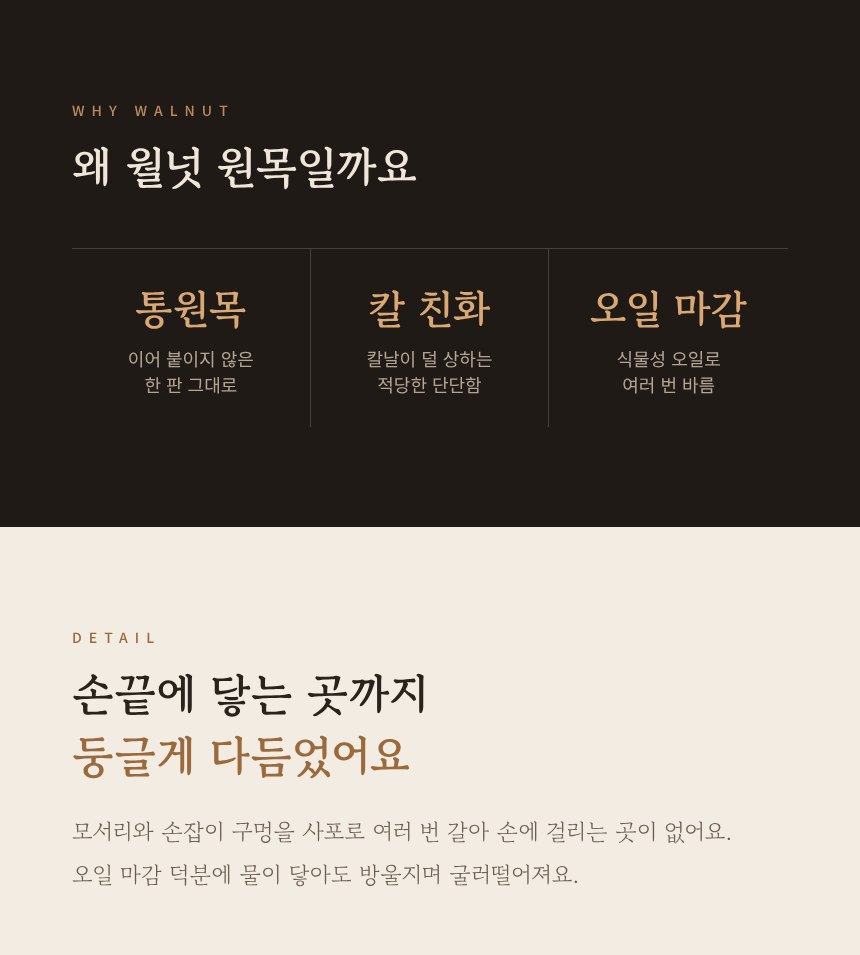 WHY WALNUT
왜 월넛 원목일까요
통원목
이어 붙이지 않은
한 판 그대로
칼 친화
칼날이 덜 상하는
적당한 단단함
오일 마감
식물성 오일로
여러 번 바름
DETAIL
손끝에 닿는 곳까지
둥글게 다듬었어요
모서리와 손잡이 구멍을 사포로 여러 번 갈아 손에 걸리는 곳이 없어요.
오일 마감 덕분에 물이 닿아도 방울지며 굴러떨어져요.